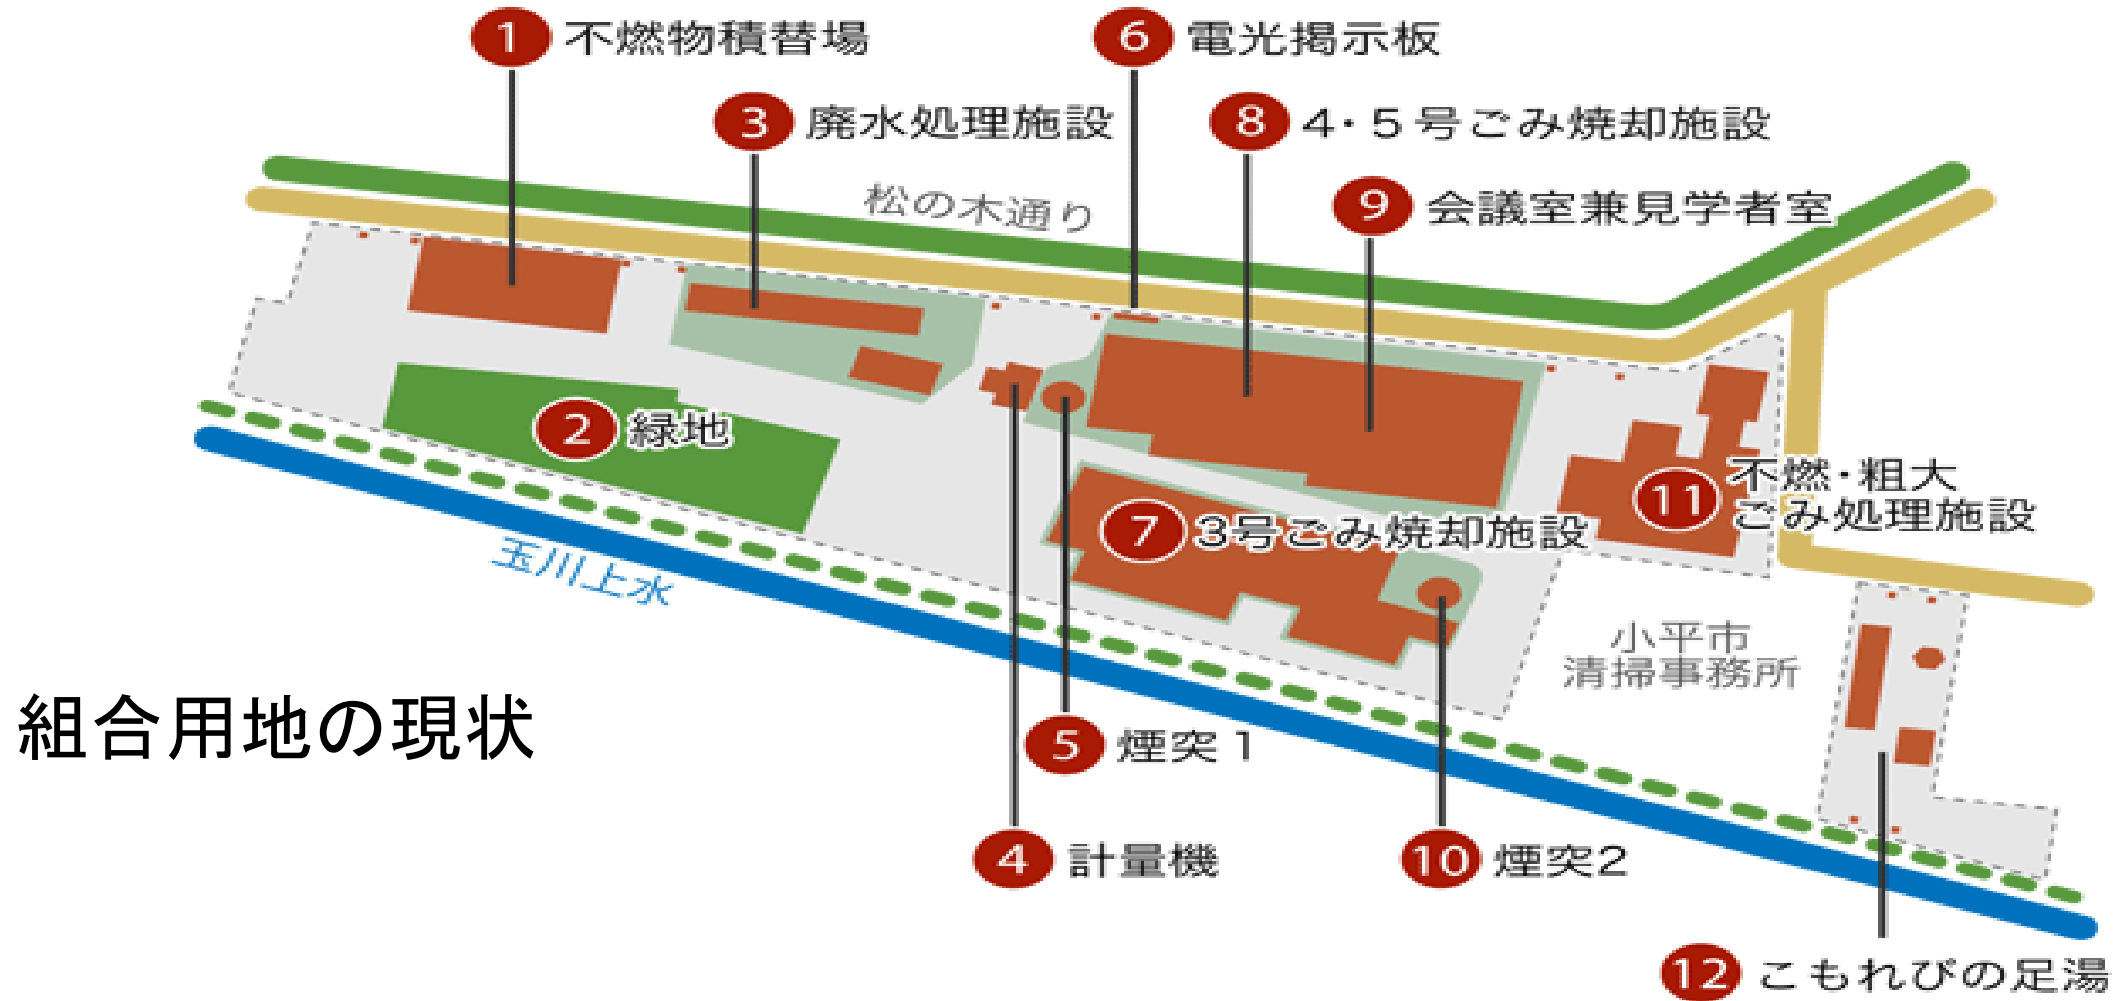 1 不燃物積替場
6 電光掲示板
3 廃水処理施設
8 4・5号ごみ焼却施設
9 会議室兼見学者室
松の木通り
2 緑地
11 不燃・粗大
ごみ処理施設
7 3号ごみ焼却施設
玉川上水
小平市
清掃事務所
組合用地の現状
5 煙突1
4 計量機
10 煙突2
12 こもれびの足湯